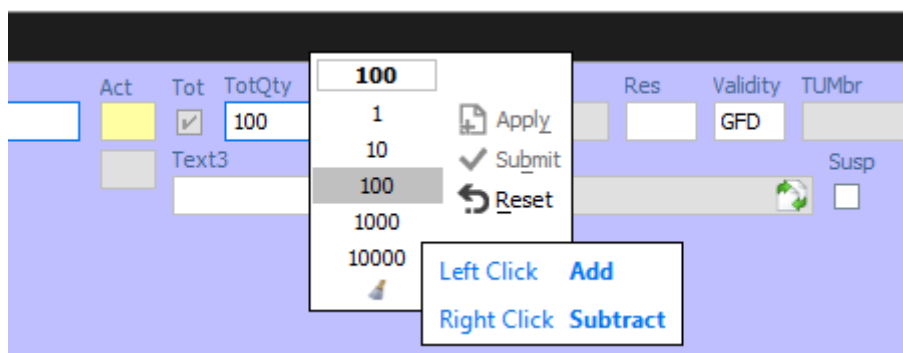 Act Tot TotQty Res Validity TUMbr
100 GFD
Text3 Susp
100
1
10
100
1000
10000
Apply
Submit
Reset
Left Click Add
Right Click Subtract